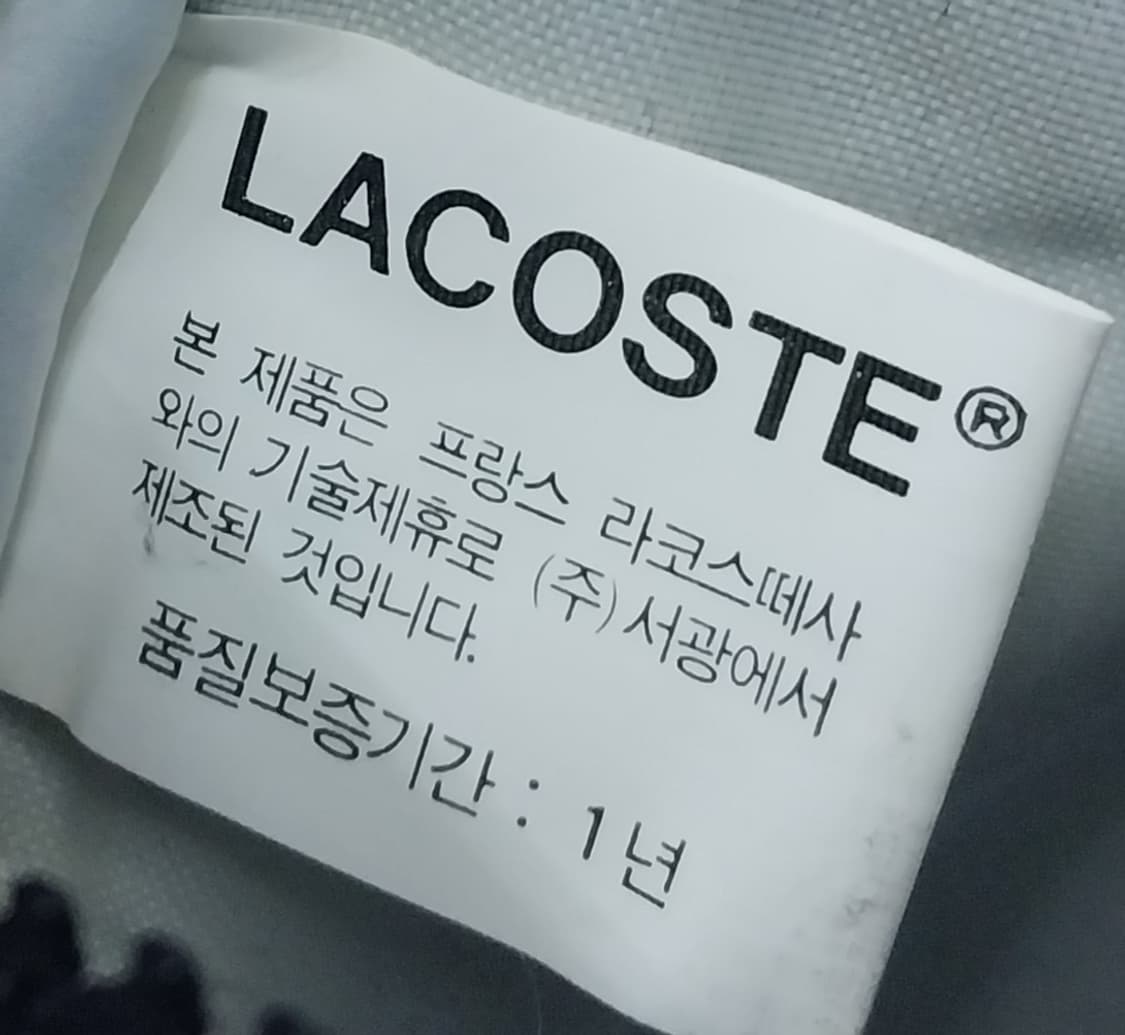 LACOSTE®
본 제품은 프랑스 라코스떼사
와의 기술제휴로 (주)서광에서
제조된 것입니다.
품질보증기간 : 1년